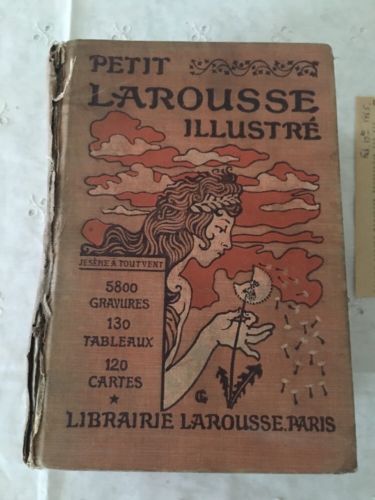 PETIT
LAROUSSE
ILLUSTRÉ
JE SÈME À TOUT VENT
5800
GRAVURES
130
TABLEAUX
120
CARTES
LIBRAIRIE LAROUSSE. PARIS